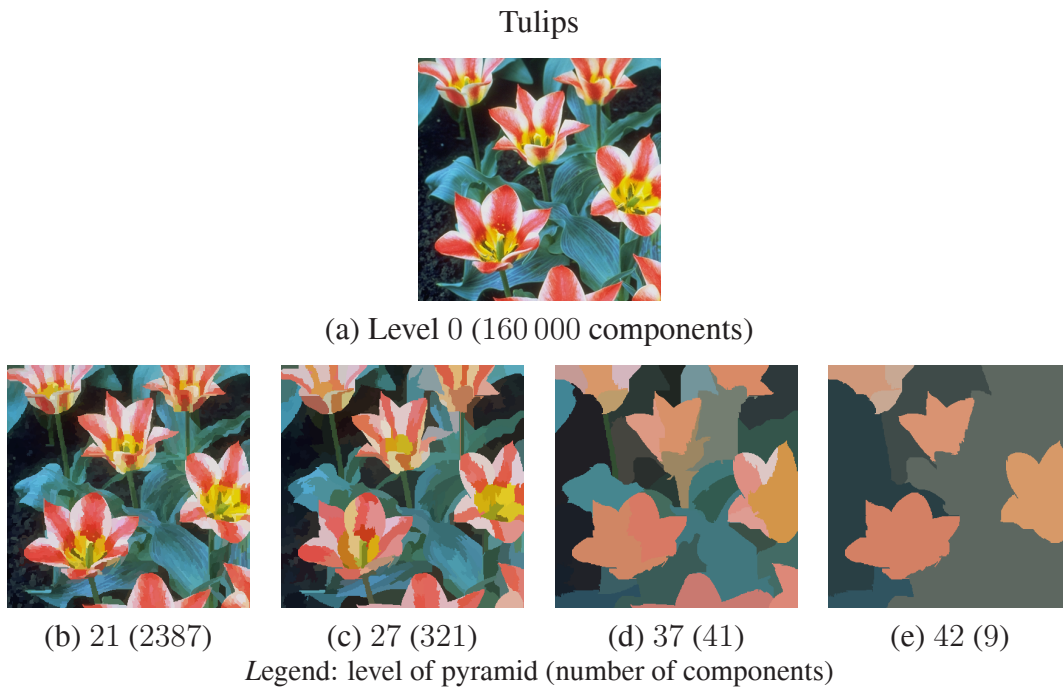 Tulips
(a) Level 0 (160 000 components)
(b) 21 (2387)
(c) 27 (321)
(d) 37 (41)
(e) 42 (9)
Legend: level of pyramid (number of components)